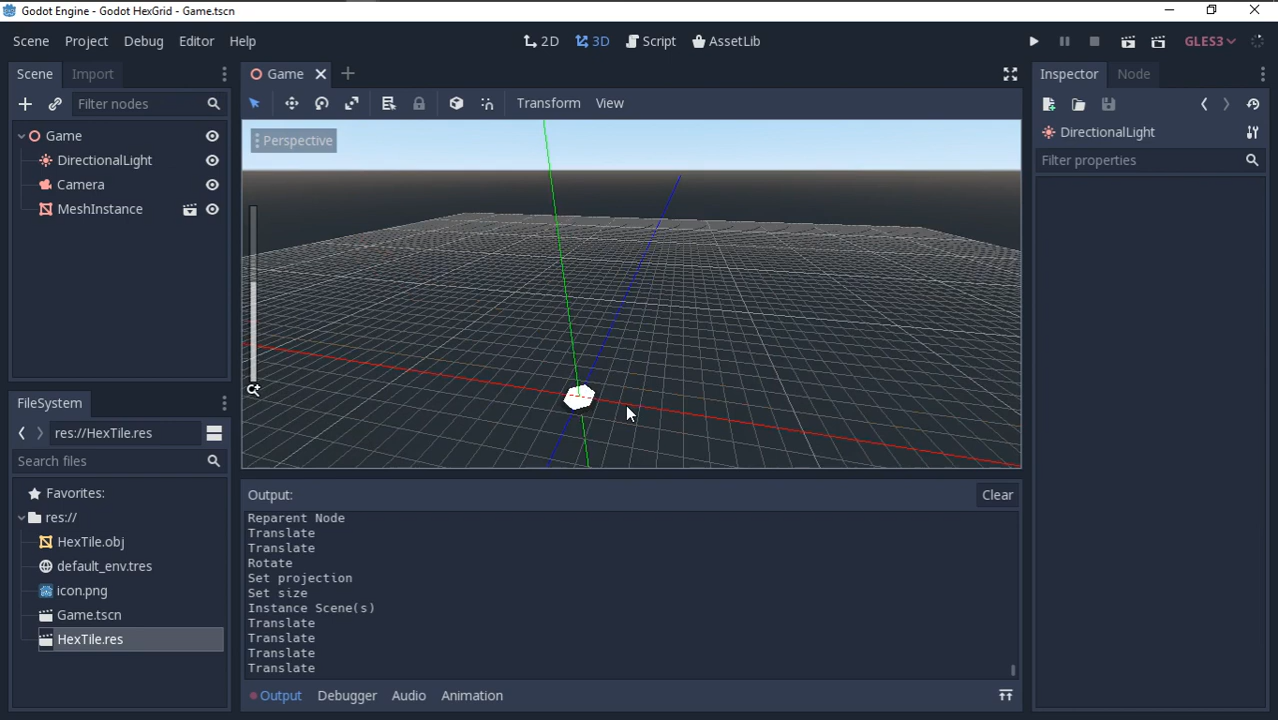 Godot Engine - Godot HexGrid - Game.tscn
Scene Project Debug Editor Help
2D 3D Script AssetLib
GLES3
Scene Import
Game
Inspector Node
Filter nodes
Transform View
Game
DirectionalLight
Camera
MeshInstance
Perspective
DirectionalLight
Filter properties
FileSystem
res://HexTile.res
Search files
Favorites:
res://
HexTile.obj
default_env.tres
icon.png
Game.tscn
HexTile.res
Output:
Clear
Reparent Node
Translate
Translate
Rotate
Set projection
Set size
Instance Scene(s)
Translate
Translate
Translate
Translate
Output Debugger Audio Animation